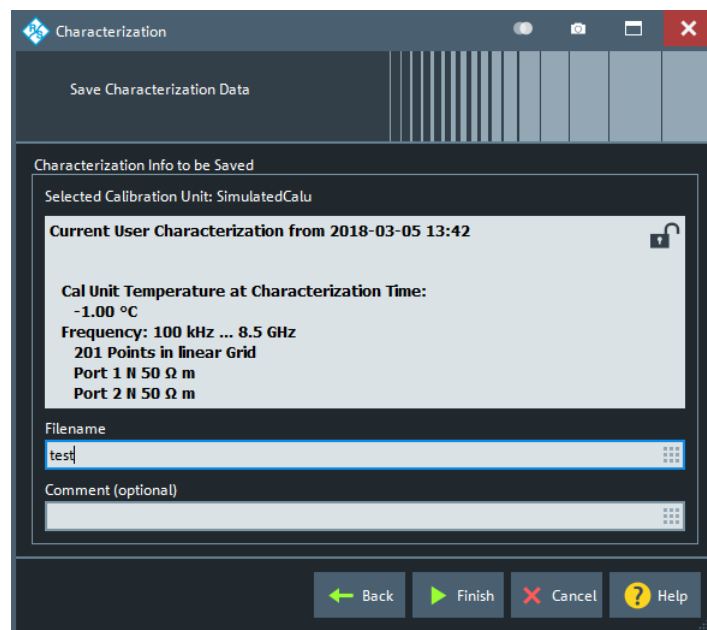 Characterization
Save Characterization Data
Characterization Info to be Saved
Selected Calibration Unit: SimulatedCalu
Current User Characterization from 2018-03-05 13:42
Cal Unit Temperature at Characterization Time:
-1.00 °C
Frequency: 100 kHz ... 8.5 GHz
201 Points in linear Grid
Port 1 N 50 Ω m
Port 2 N 50 Ω m
Filename
test
Comment (optional)
Back
Finish
Cancel
? Help